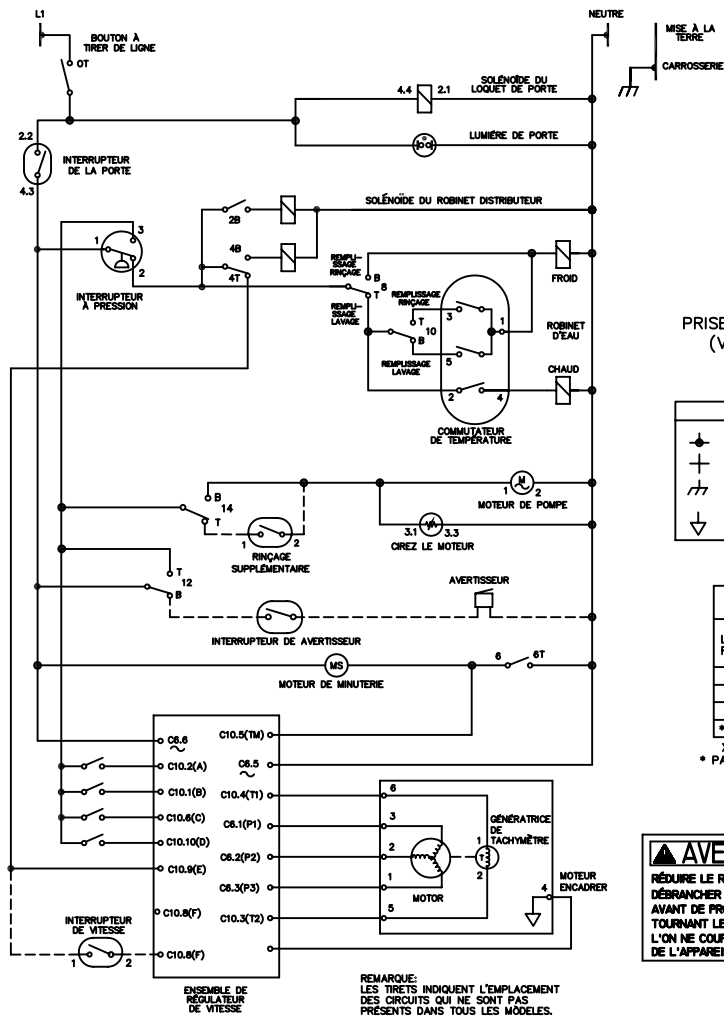 L1
NEUTRE
MISE À LA
TERRE
CARROSSERIE
BOUTON À
TIRER DE LIGNE
OT
SOLÉNOÏDE DU
LOQUET DE PORTE
4.4
2.1
LUMIÈRE DE PORTE
2.2
INTERRUPTEUR
DE LA PORTE
4.3
SOLÉNOÏDE DU ROBINET DISTRIBUTEUR
2B
4B
4T
3
1
2
INTERRUPTEUR
À PRESSION
REMPLI-
SSAGE
RINÇAGE
B
8
T
REMPLI-
SSAGE
LAVAGE
REMPLISSAGE
RINÇAGE
T
10
B
REMPLISSAGE
LAVAGE
3
1
5
2
4
FROID
ROBINET
D'EAU
CHAUD
COMMUTATEUR
DE TEMPÉRATURE
PRISE
(V
B
14
T
1
2
RINÇAGE
SUPPLÉMENTAIRE
M
1
2
MOTEUR DE POMPE
3.1
3.3
CIREZ LE MOTEUR
T
12
B
AVERTISSEUR
INTERRUPTEUR DE AVERTISSEUR
MS
MOTEUR DE MINUTERIE
6
6T
L
F
*
* PA
C6.6
C10.2(A)
C10.1(B)
C10.6(C)
C10.10(D)
C10.9(E)
C10.8(F)
C10.8(F)
C10.5(TM)
C6.5
C10.4(T1)
C6.1(P1)
C6.2(P2)
C6.3(P3)
C10.3(T2)
6
3
2
1
5
MOTOR
GÉNÉRATRICE
DE
TACHYMÈTRE
1
T
2
4
MOTEUR
ENCADRER
INTERRUPTEUR
DE VITESSE
1
2
ENSEMBLE DE
RÉGULATEUR
DE VITESSE
REMARQUE:
LES TIRETS INDIQUENT L'EMPLACEMENT
DES CIRCUITS QUI NE SONT PAS
PRÉSENTS DANS TOUS LES MODÈLES.
AVE
RÉDUIRE LE R
DÉBRANCHER
AVANT DE PR
TOURNANT LE
L'ON NE COUP
DE L'APPAREI